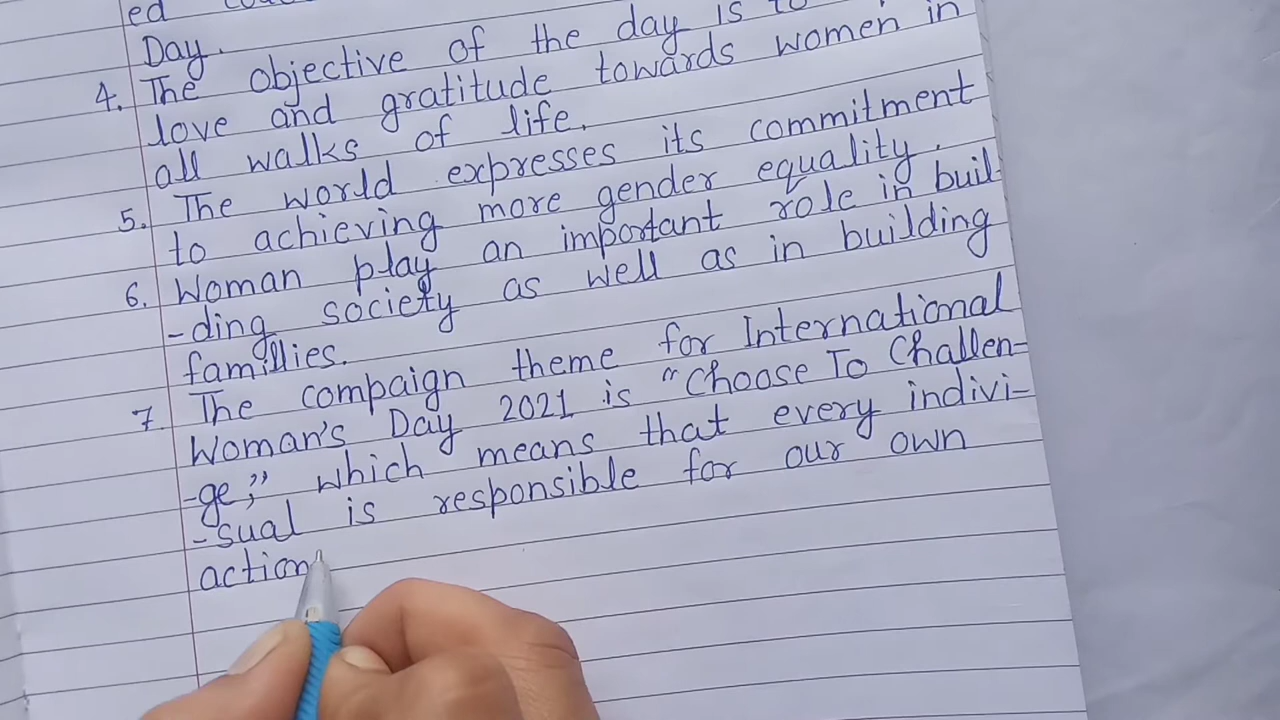 ed
Day.
4. The objective of the day is to
love and gratitude towards women in
all walks of life.
5. The world expresses its commitment
to achieving more gender equality.
6. Woman play an important role in buil-
-ding society as well as in building
famillies.
7. The compaign theme for International
Woman's Day 2021 is "Choose To Challen-
-ge;" which means that every indivi-
-sual is responsible for our own
action